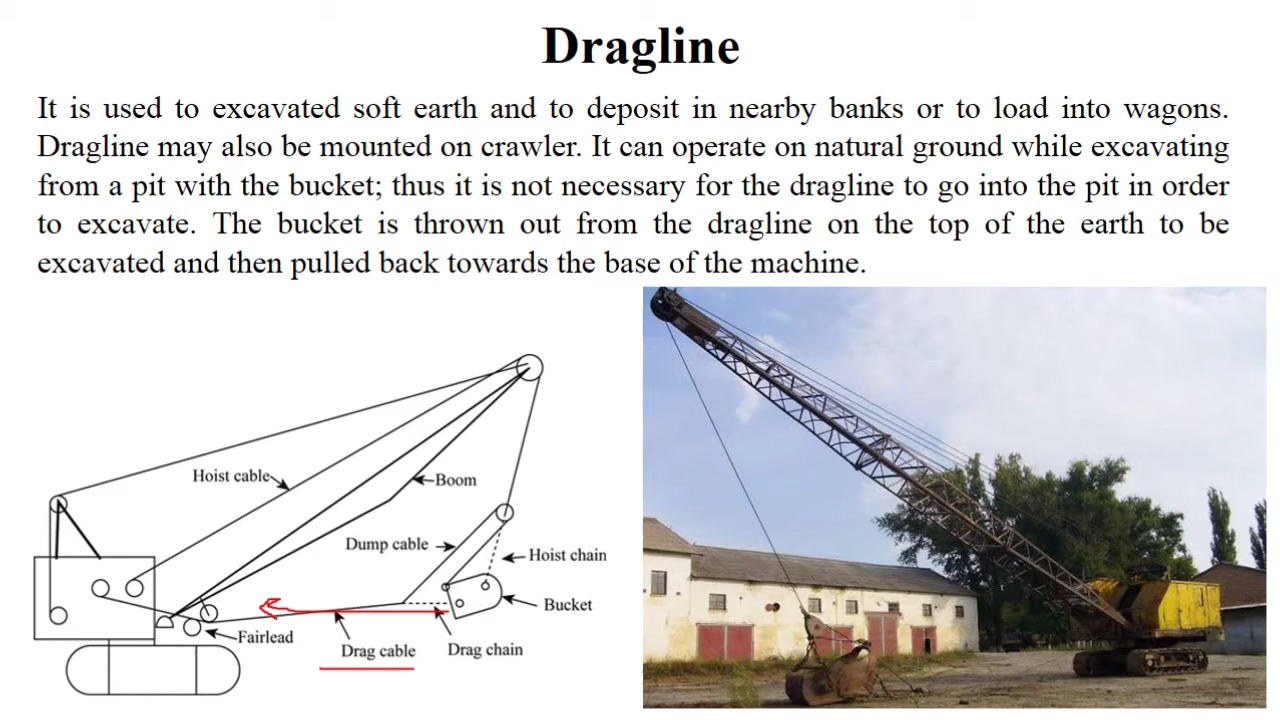 Dragline
It is used to excavated soft earth and to deposit in nearby banks or to load into wagons.
Dragline may also be mounted on crawler. It can operate on natural ground while excavating
from a pit with the bucket; thus it is not necessary for the dragline to go into the pit in order
to excavate. The bucket is thrown out from the dragline on the top of the earth to be
excavated and then pulled back towards the base of the machine.
Hoist cable
Boom
Dump cable
Hoist chain
Bucket
Fairlead
Drag cable
Drag chain